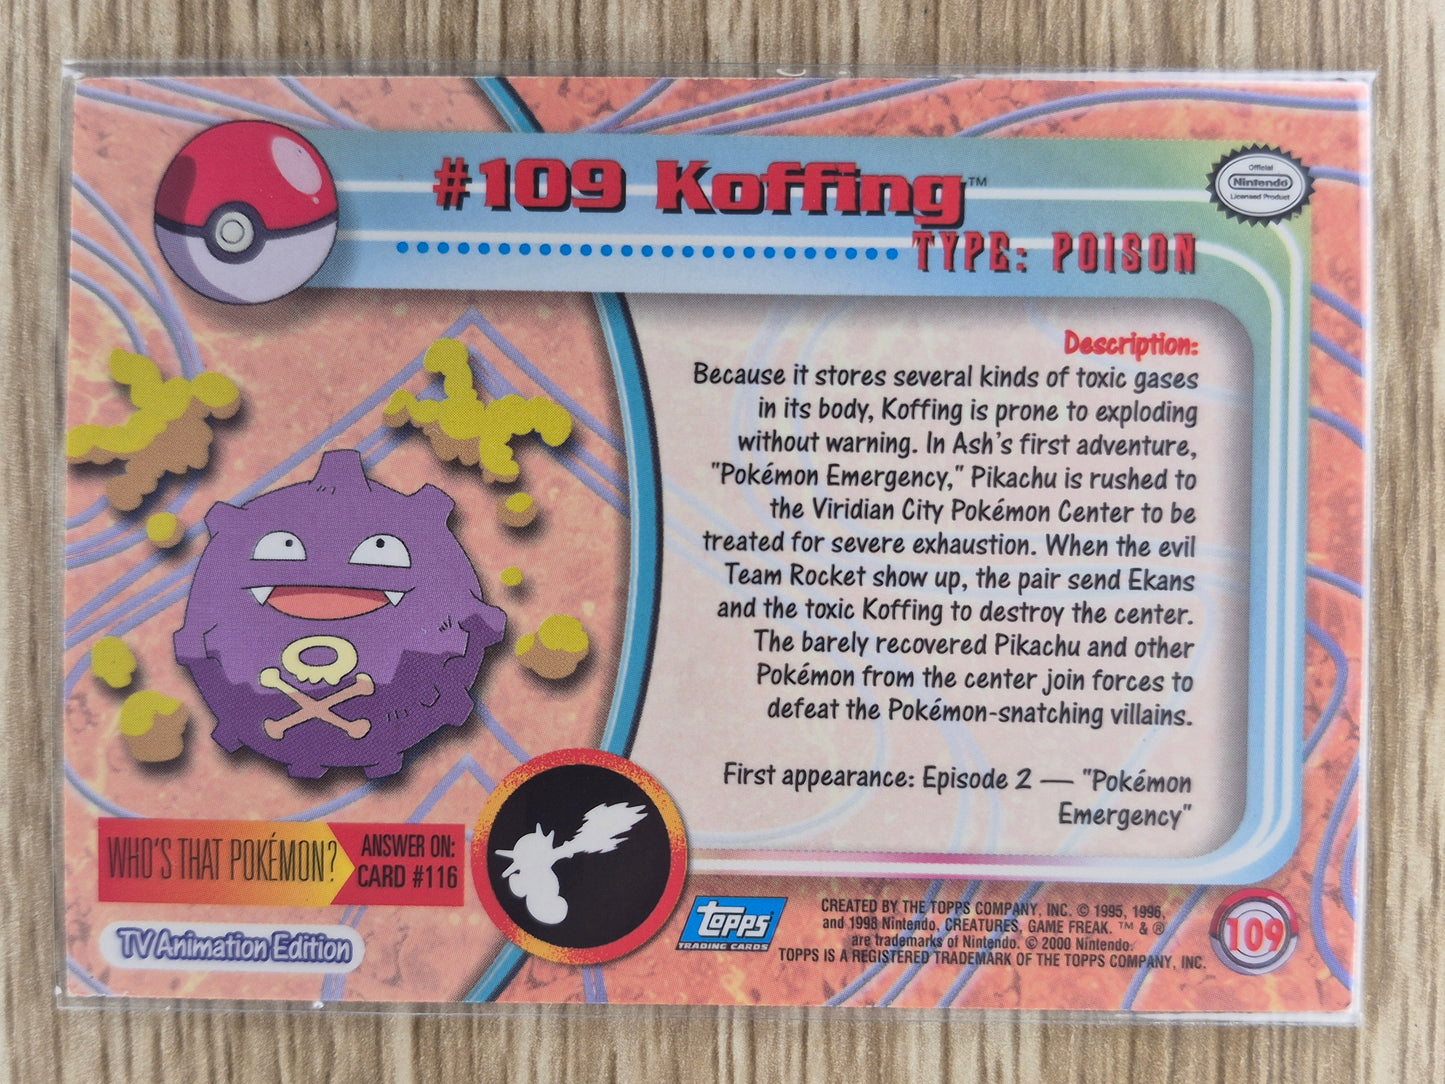 #109 Koffing™
Official
Nintendo
Licensed Product
TYPE: POISON
Description:
Because it stores several kinds of toxic gases
in its body, Koffing is prone to exploding
without warning. In Ash's first adventure,
"Pokémon Emergency," Pikachu is rushed to
the Viridian City Pokémon Center to be
treated for severe exhaustion. When the evil
Team Rocket show up, the pair send Ekans
and the toxic Koffing to destroy the center.
The barely recovered Pikachu and other
Pokémon from the center join forces to
defeat the Pokémon-snatching villains.
First appearance: Episode 2 — "Pokémon
Emergency"
WHO'S THAT POKÉMON?
ANSWER ON:
CARD #116
TV Animation Edition
topps
TRADING CARDS
CREATED BY THE TOPPS COMPANY, INC. © 1995, 1996,
and 1998 Nintendo, CREATURES, GAME FREAK. ™ & ®
are trademarks of Nintendo. © 2000 Nintendo.
TOPPS IS A REGISTERED TRADEMARK OF THE TOPPS COMPANY, INC.
109